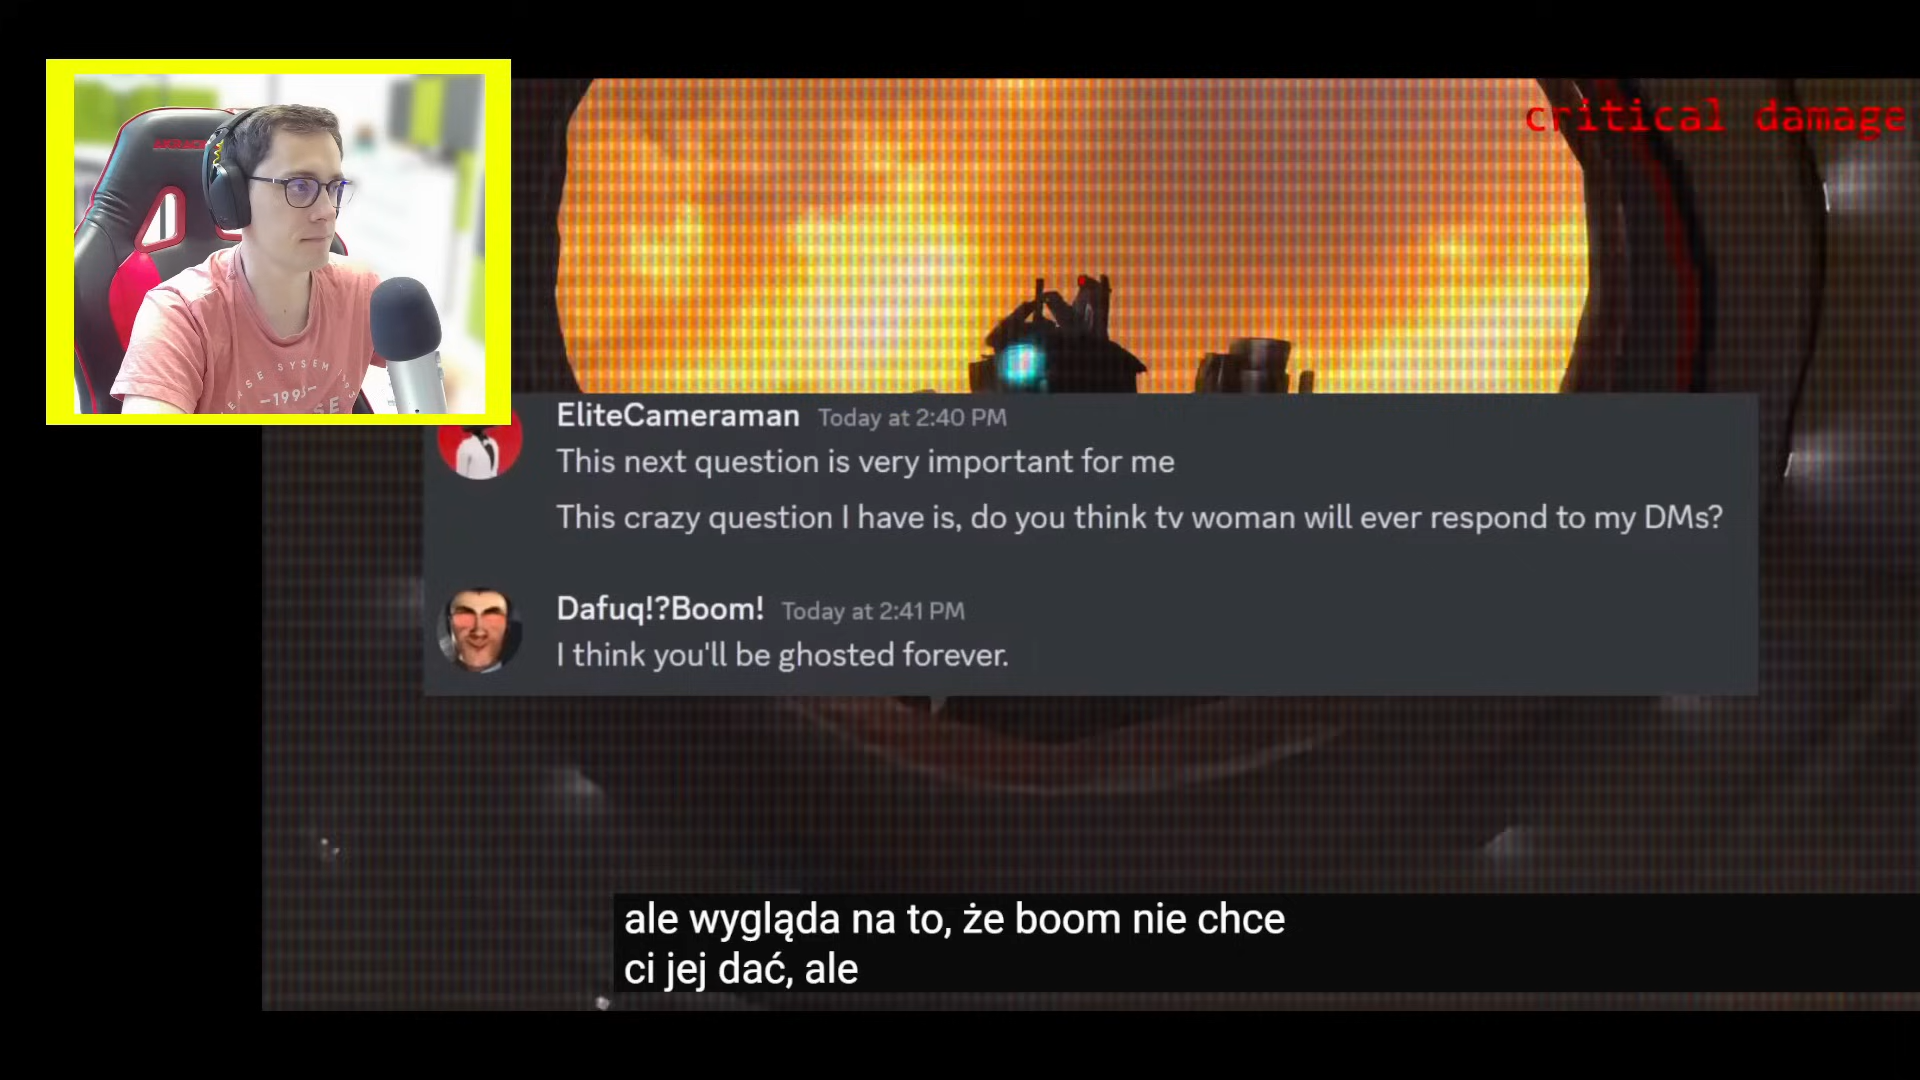 critical damage
EliteCameraman Today at 2:40 PM
This next question is very important for me
This crazy question I have is, do you think tv woman will ever respond to my DMs?
Dafuq!?Boom! Today at 2:41 PM
I think you'll be ghosted forever.
ale wygląda na to, że boom nie chce
ci jej dać, ale